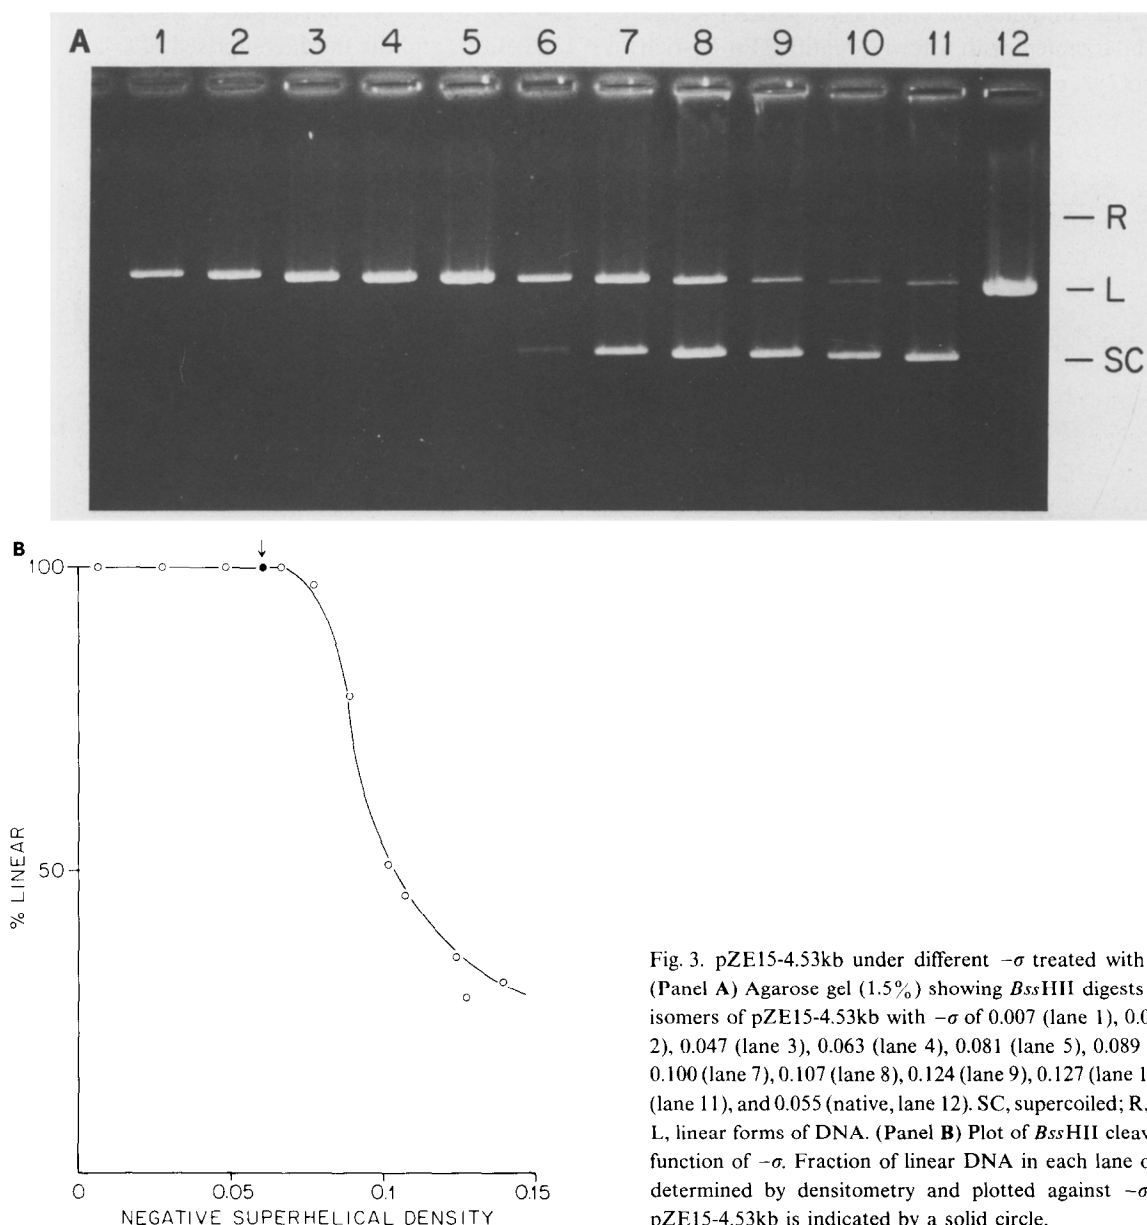 A 1 2 3 4 5 6 7 8 9 10 11 12
R
L
SC
B
100
50
% LINEAR
0 0.05 0.1 0.15
NEGATIVE SUPERHELICAL DENSITY
Fig. 3. pZE15-4.53kb under different −σ treated with
(Panel A) Agarose gel (1.5%) showing BssHII digests
isomers of pZE15-4.53kb with −σ of 0.007 (lane 1), 0.0
2), 0.047 (lane 3), 0.063 (lane 4), 0.081 (lane 5), 0.089
0.100 (lane 7), 0.107 (lane 8), 0.124 (lane 9), 0.127 (lane 1
(lane 11), and 0.055 (native, lane 12). SC, supercoiled; R,
L, linear forms of DNA. (Panel B) Plot of BssHII cleav
function of −σ. Fraction of linear DNA in each lane
determined by densitometry and plotted against −σ
pZE15-4.53kb is indicated by a solid circle.